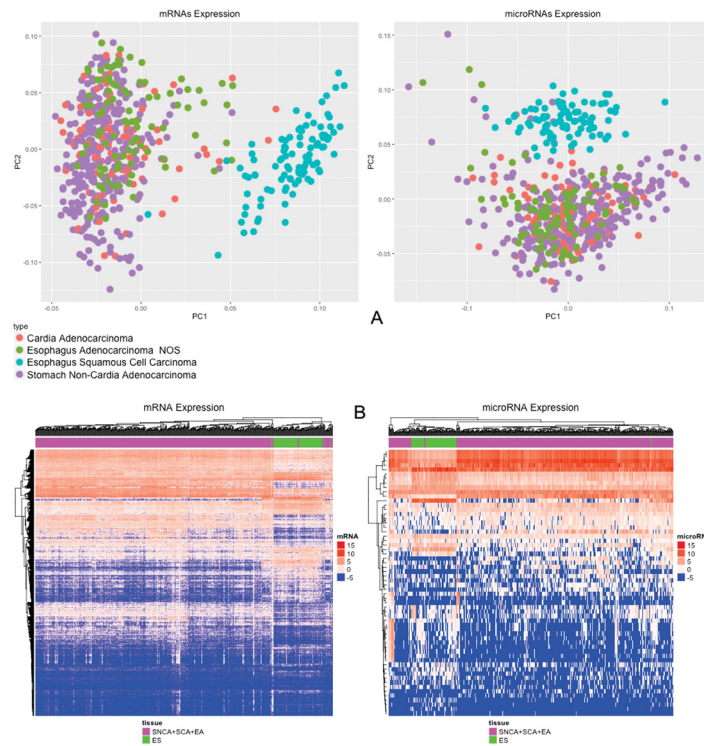 mRNAs Expression
microRNAs Expression
0.10
0.05
0.00
-0.05
-0.10
PC2
-0.05
0.00
0.05
0.10
PC1
0.15
0.10
0.05
0.00
-0.05
PC2
-0.1
0.0
0.1
PC1
A
type
Cardia Adenocarcinoma
Esophagus Adenocarcinoma NOS
Esophagus Squamous Cell Carcinoma
Stomach Non-Cardia Adenocarcinoma
B
mRNA Expression
microRNA Expression
mRNA
15
10
5
0
-5
microRN
15
10
5
0
-5
tissue
SNCA+SCA+EA
ES
tissue
SNCA+SCA+EA
ES